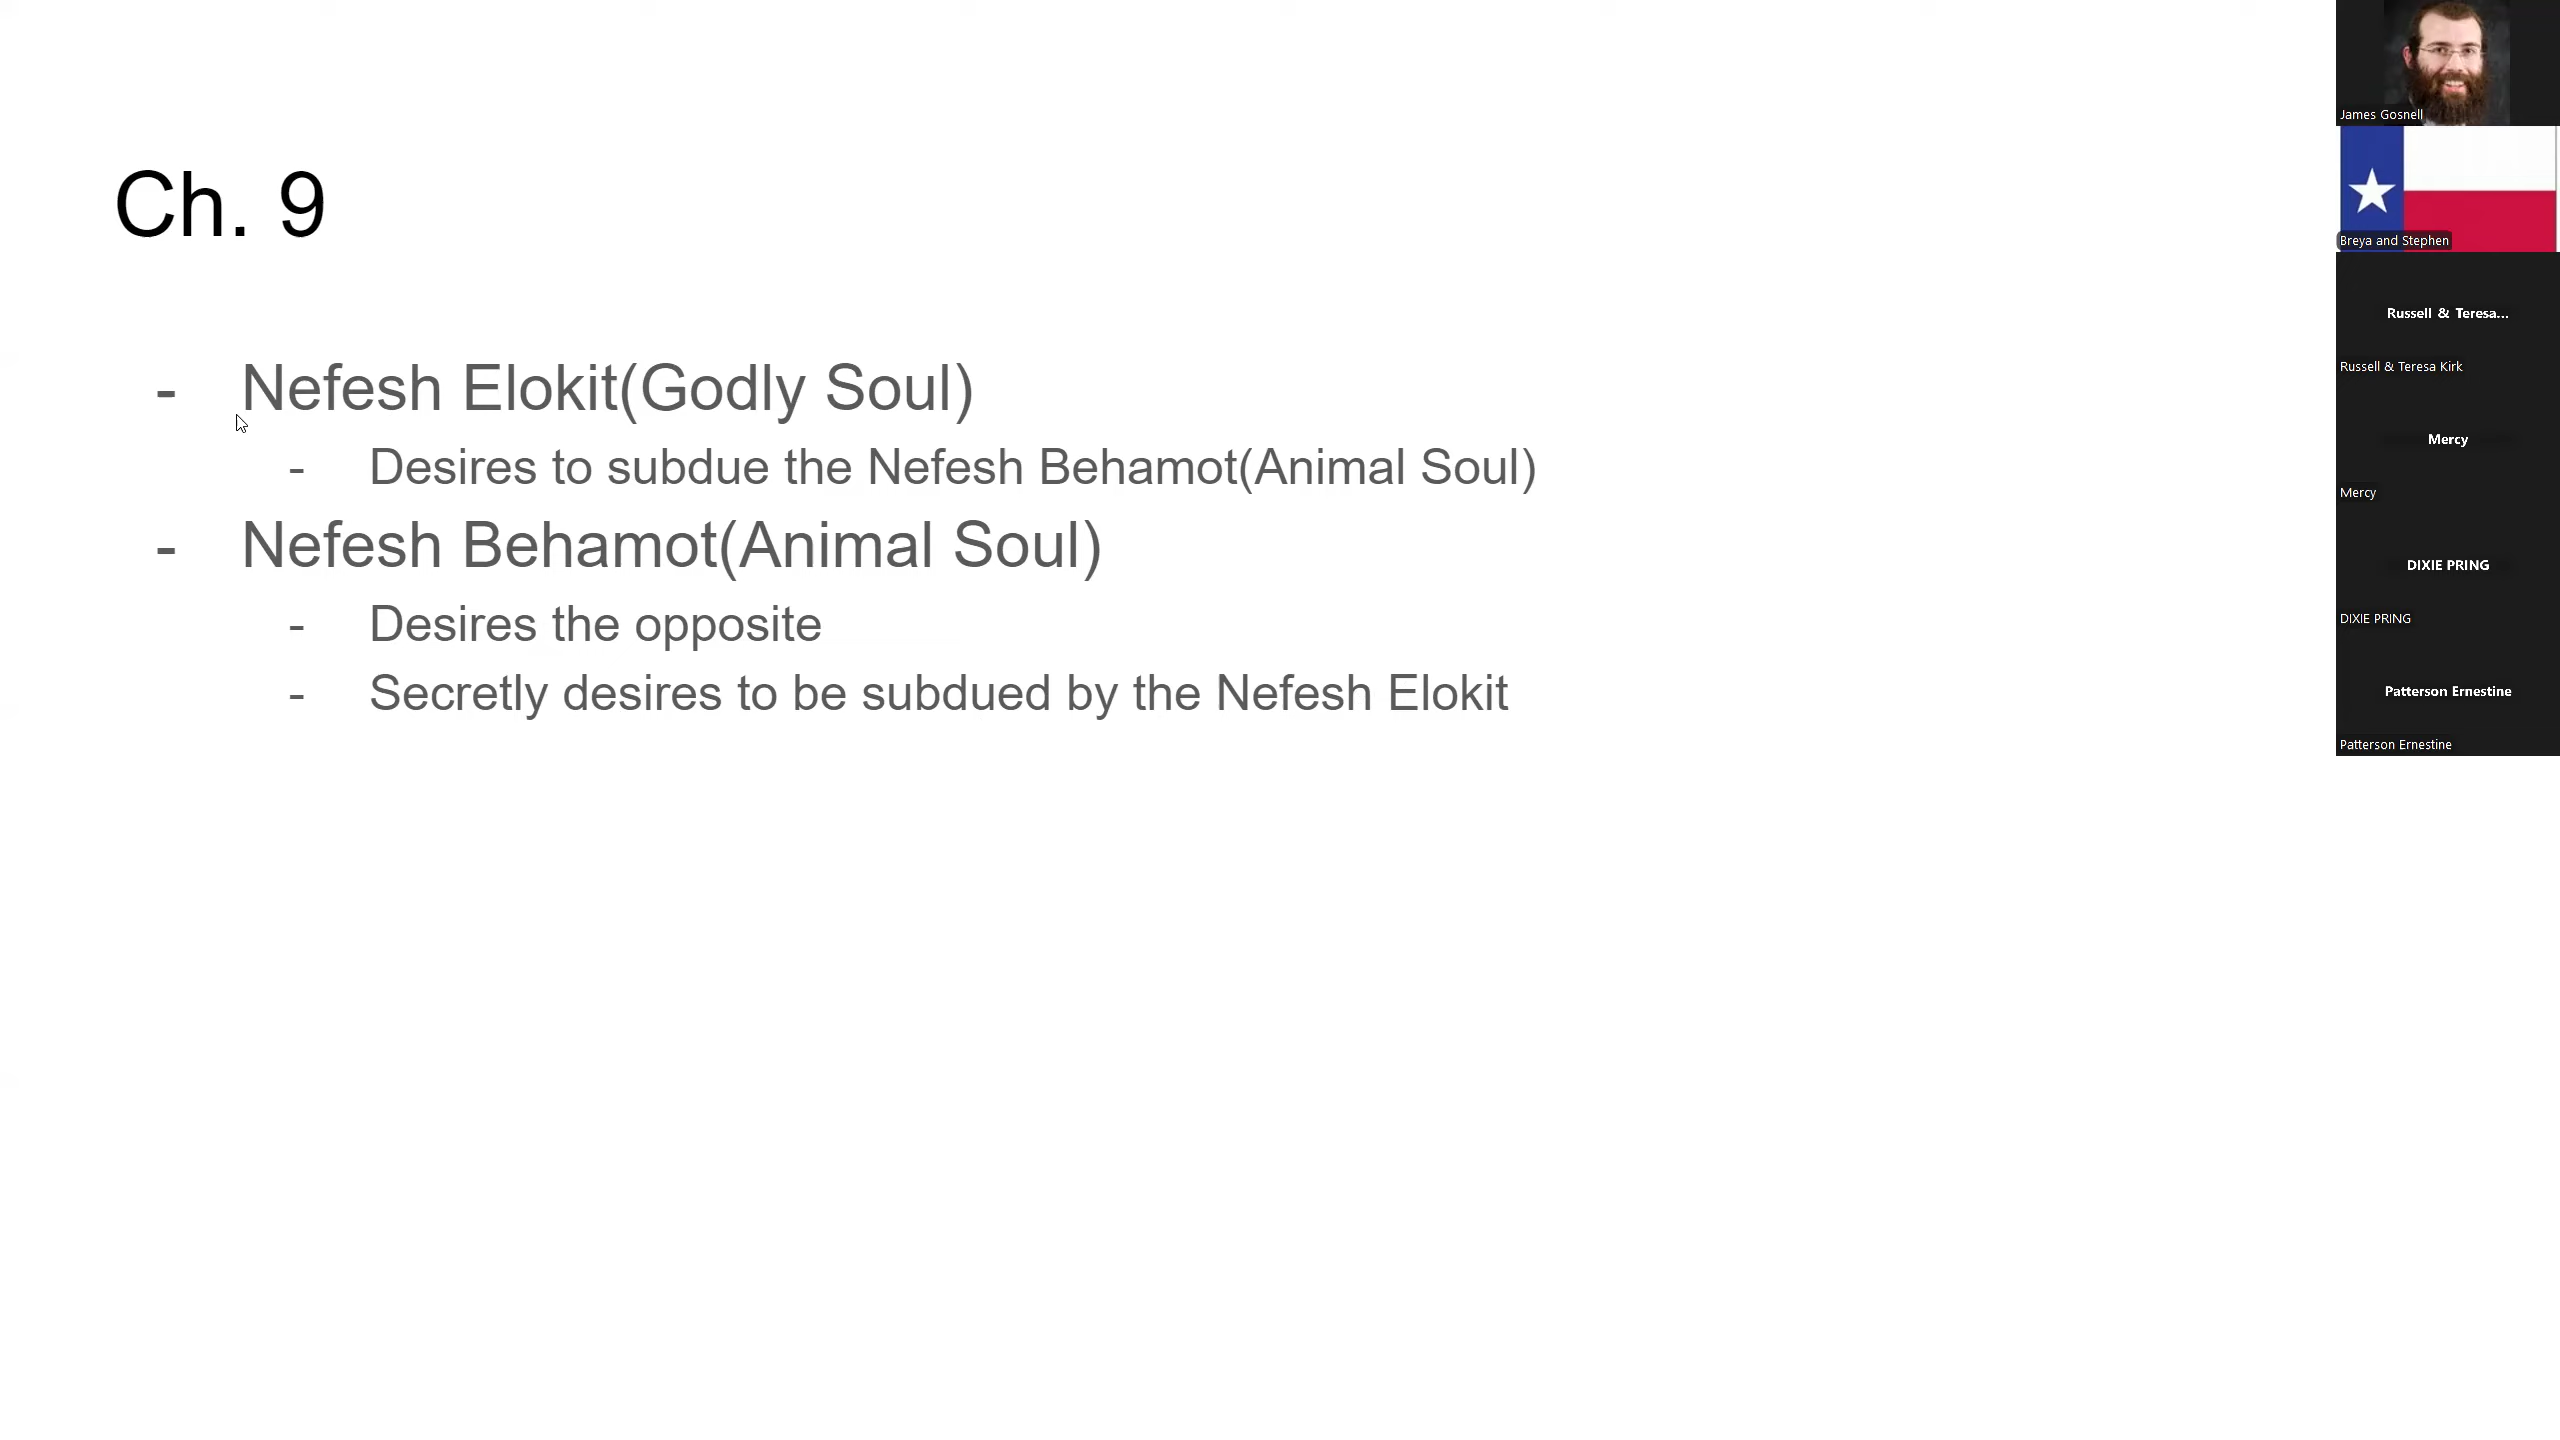 Ch. 9
- Nefesh Elokit(Godly Soul)
- Desires to subdue the Nefesh Behamot(Animal Soul)
- Nefesh Behamot(Animal Soul)
- Desires the opposite
- Secretly desires to be subdued by the Nefesh Elokit
James Gosnell
Breya and Stephen
Russell & Teresa...
Russell & Teresa Kirk
Mercy
Mercy
DIXIE PRING
DIXIE PRING
Patterson Ernestine
Patterson Ernestine